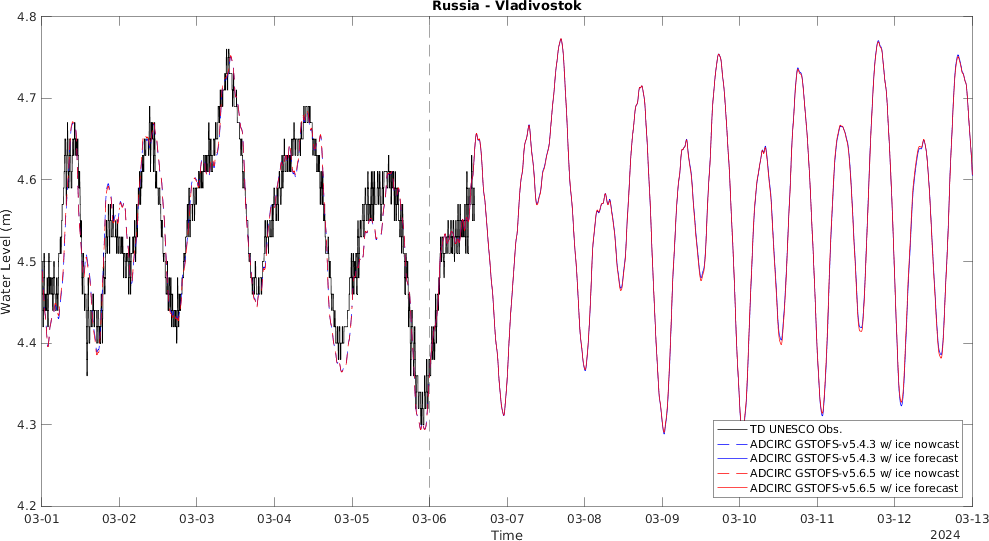 Russia - Vladivostok
4.8
4.7
4.6
4.5
4.4
4.3
4.2
Water Level (m)
TD UNESCO Obs.
ADCIRC GSTOFS-v5.4.3 w/ ice nowcast
ADCIRC GSTOFS-v5.4.3 w/ ice forecast
ADCIRC GSTOFS-v5.6.5 w/ ice nowcast
ADCIRC GSTOFS-v5.6.5 w/ ice forecast
03-01 03-02 03-03 03-04 03-05 03-06 03-07 03-08 03-09 03-10 03-11 03-12 03-13
Time
2024